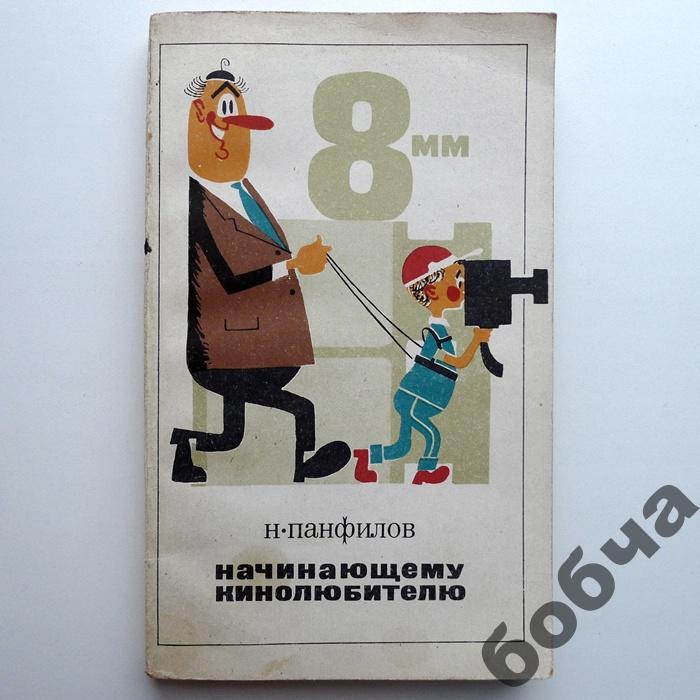 8 мм
н·панфилов
начинающему
кинолюбителю
бобча